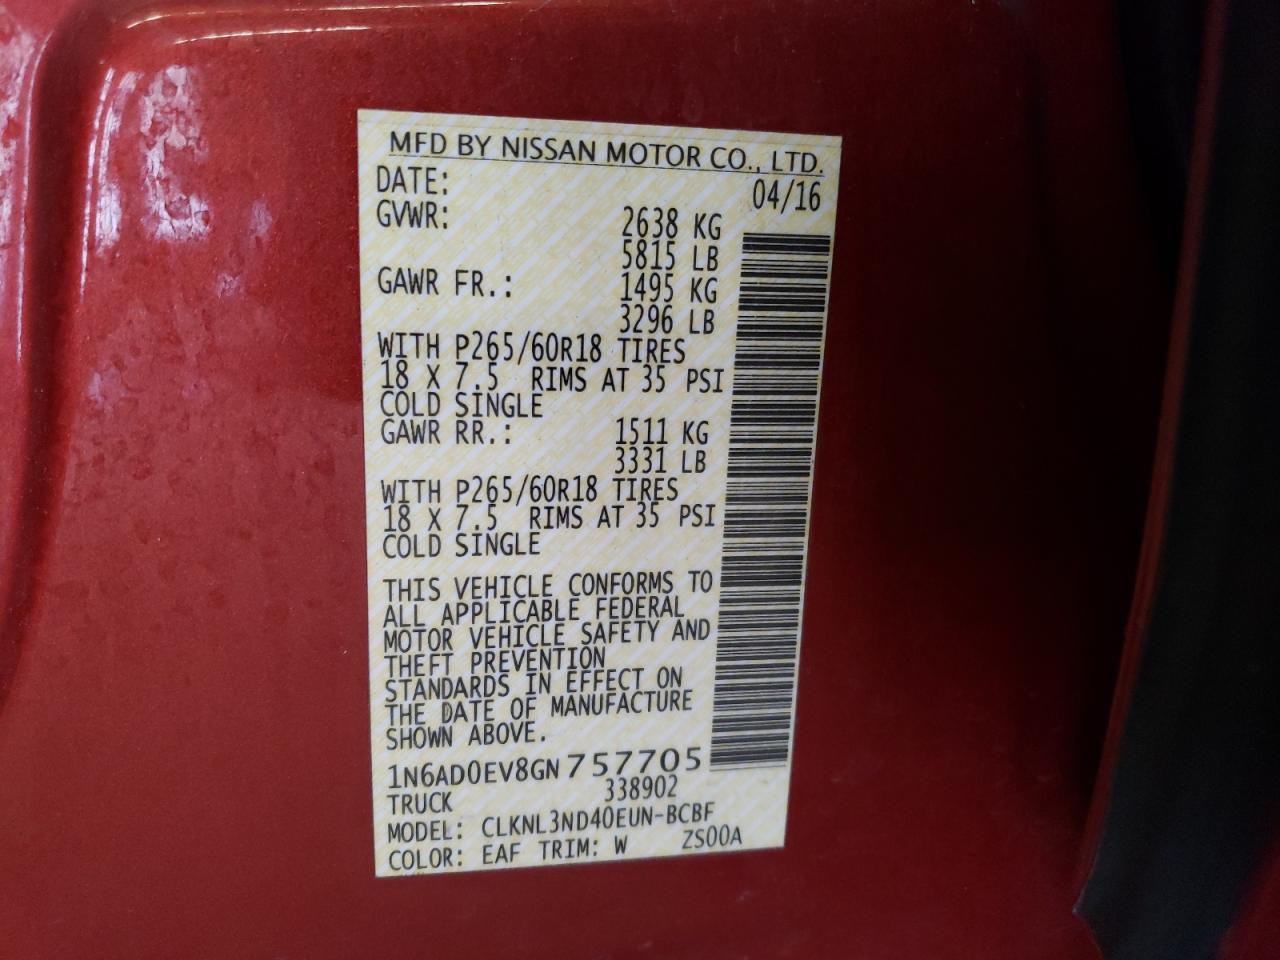 MFD BY NISSAN MOTOR CO., LTD.
DATE: 04/16
GVWR: 2638 KG
5815 LB
GAWR FR.: 1495 KG
3296 LB
WITH P265/60R18 TIRES
18 X 7.5 RIMS AT 35 PSI
COLD SINGLE
GAWR RR.: 1511 KG
3331 LB
WITH P265/60R18 TIRES
18 X 7.5 RIMS AT 35 PSI
COLD SINGLE
THIS VEHICLE CONFORMS TO
ALL APPLICABLE FEDERAL
MOTOR VEHICLE SAFETY AND
THEFT PREVENTION
STANDARDS IN EFFECT ON
THE DATE OF MANUFACTURE
SHOWN ABOVE.
1N6AD0EV8GN757705
TRUCK 338902
MODEL: CLKNL3ND40EUN-BCBF
COLOR: EAF TRIM: W ZS00A